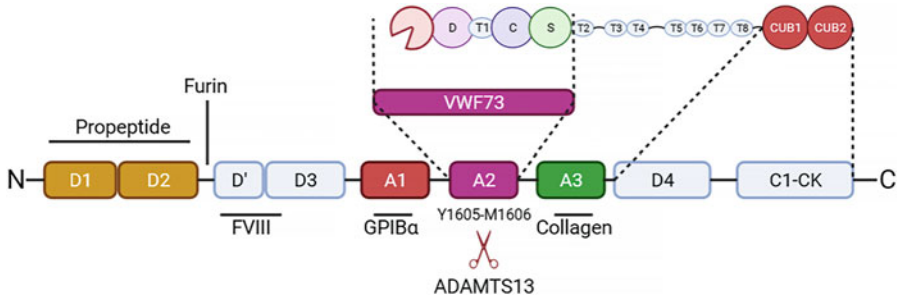 D T1 C S T2 T3 T4 T5 T6 T7 T8 CUB1 CUB2
VWF73
Furin
Propeptide
N D1 D2 D' D3 A1 A2 A3 D4 C1-CK C
FVIII GPIBα Y1605-M1606 Collagen
ADAMTS13